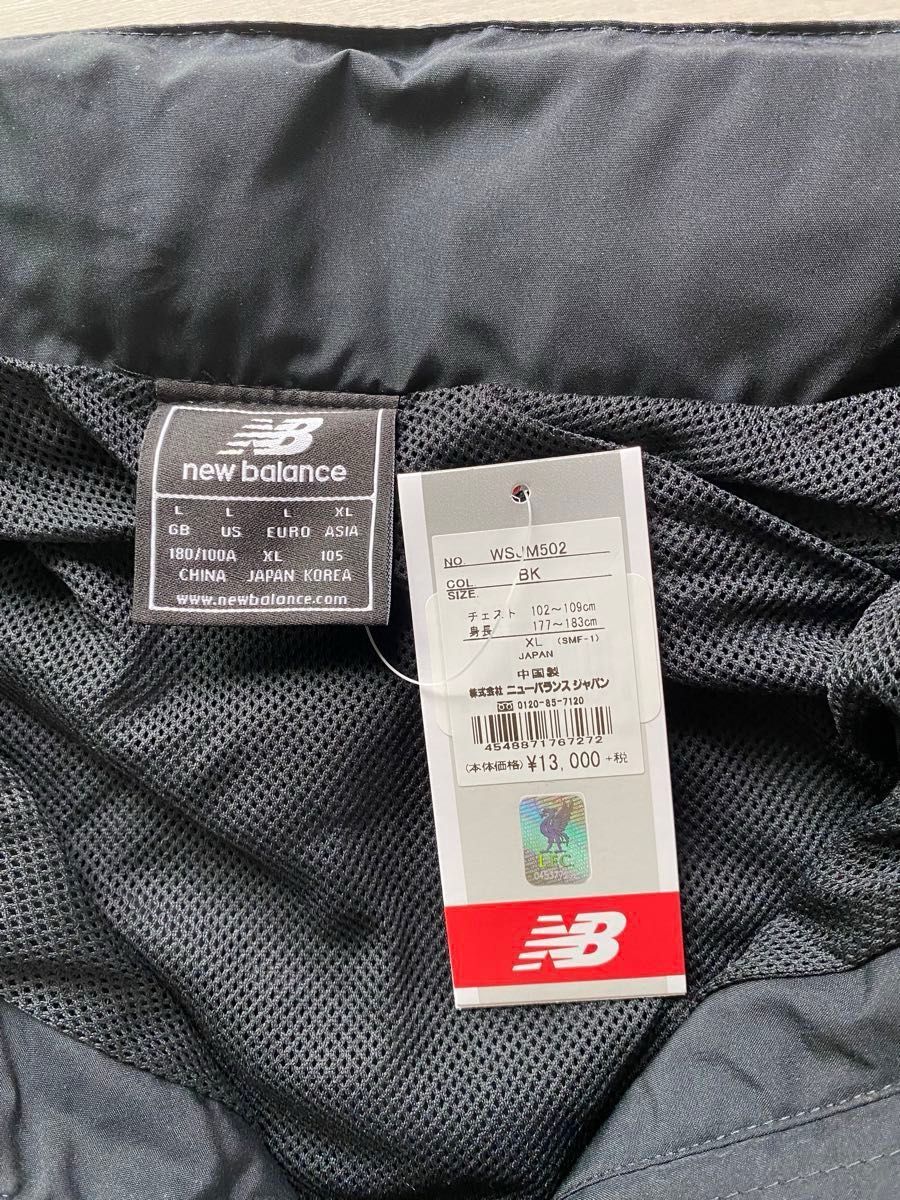 NB
new balance
L L L XL
GB US EURO ASIA
180/100A XL 105
CHINA JAPAN KOREA
www.newbalance.com
NO. WSJM502
COL BK
SIZE.
チェスト 102～109cm
身長 177～183cm
XL (SMF-1)
JAPAN
中国製
株式会社 ニューバランス ジャパン
0120-85-7120
4548871767272
(本体価格) ¥13,000 +税
LFC
NB